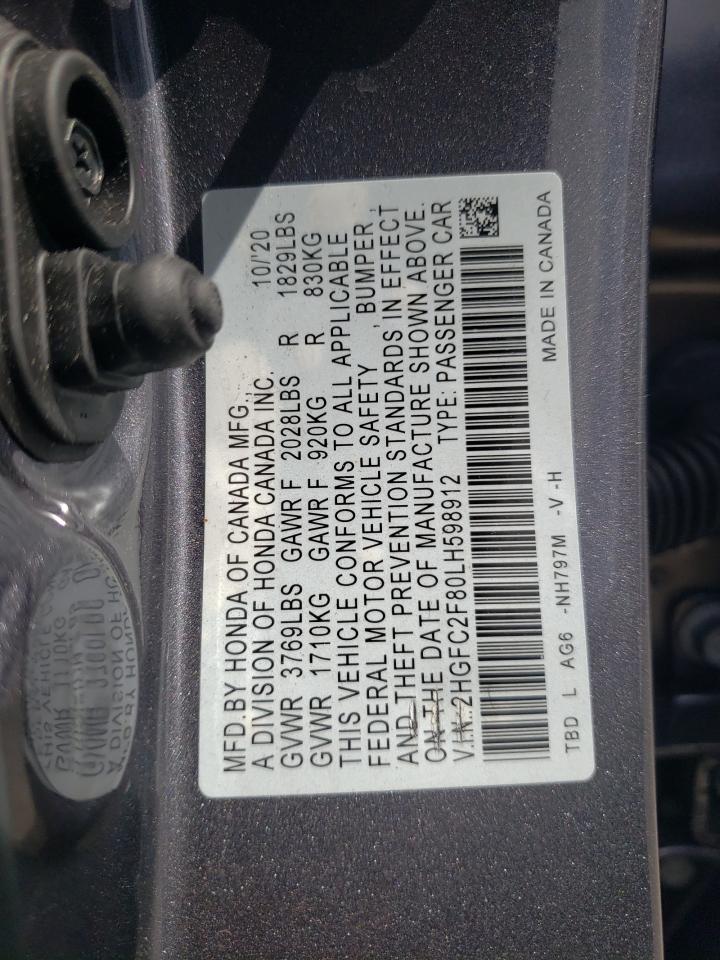 MFD. BY HONDA OF CANADA MFG., 10/'20
A DIVISION OF HONDA CANADA INC.
GVWR 3769LBS GAWR F 2028LBS R 1829LBS
GVWR 1710KG GAWR F 920KG R 830KG
THIS VEHICLE CONFORMS TO ALL APPLICABLE
FEDERAL MOTOR VEHICLE SAFETY , BUMPER ,
AND THEFT PREVENTION STANDARDS IN EFFECT
ON THE DATE OF MANUFACTURE SHOWN ABOVE.
V.I.N. 2HGFC2F80LH598912 TYPE: PASSENGER CAR
TBD L AG6 -NH797M -V -H MADE IN CANADA